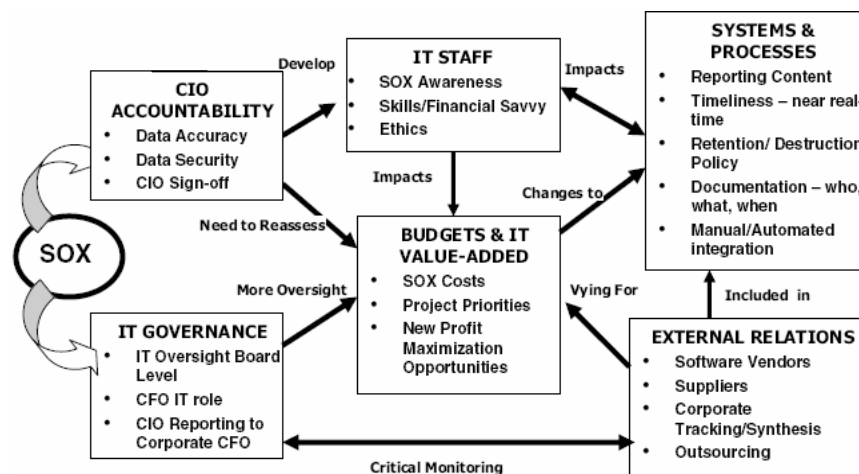 SOX
CIO
ACCOUNTABILITY
• Data Accuracy
• Data Security
• CIO Sign-off
Develop
IT STAFF
• SOX Awareness
• Skills/Financial Savvy
• Ethics
Impacts
SYSTEMS &
PROCESSES
• Reporting Content
• Timeliness – near real-
time
• Retention/ Destruction
Policy
• Documentation – who,
what, when
• Manual/Automated
integration
Impacts
Changes to
Need to Reassess
BUDGETS & IT
VALUE-ADDED
• SOX Costs
• Project Priorities
• New Profit
Maximization
Opportunities
More Oversight
Vying For
Included in
IT GOVERNANCE
• IT Oversight Board
Level
• CFO IT role
• CIO Reporting to
Corporate CFO
EXTERNAL RELATIONS
• Software Vendors
• Suppliers
• Corporate
Tracking/Synthesis
• Outsourcing
Critical Monitoring